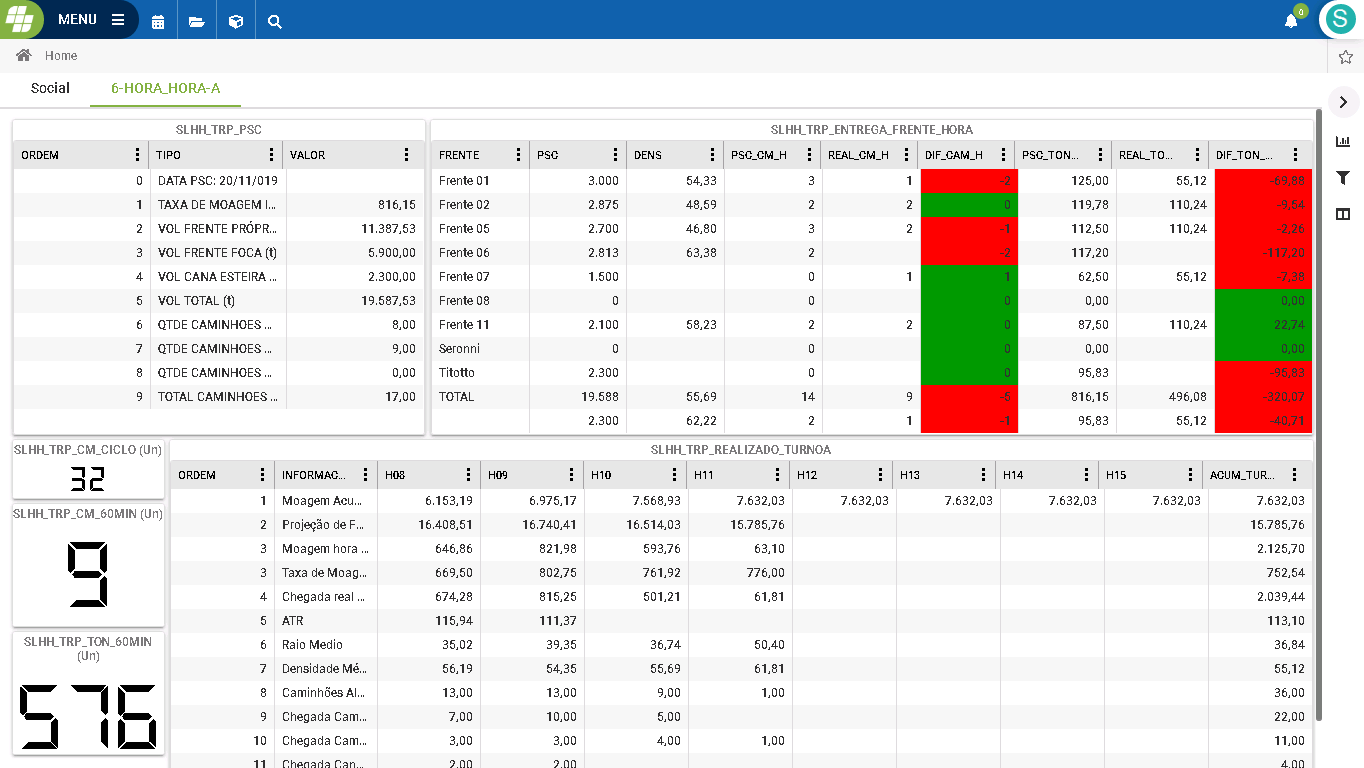 MENU
0
S
Home
Social 6-HORA_HORA-A
SLHH_TRP_PSC
ORDEM TIPO VALOR
0 DATA PSC: 20/11/019
1 TAXA DE MOAGEM I... 816,15
2 VOL FRENTE PRÓPR... 11.387,53
3 VOL FRENTE FOCA (t) 5.900,00
4 VOL CANA ESTEIRA ... 2.300,00
5 VOL TOTAL (t) 19.587,53
6 QTDE CAMINHOES ... 8,00
7 QTDE CAMINHOES ... 9,00
8 QTDE CAMINHOES ... 0,00
9 TOTAL CAMINHOES ... 17,00
SLHH_TRP_ENTREGA_FRENTE_HORA
FRENTE PSC DENS PSC_CM_H REAL_CM_H DIF_CAM_H PSC_TON... REAL_TO... DIF_TON_...
Frente 01 3.000 54,33 3 1 -2 125,00 55,12 -69,88
Frente 02 2.875 48,59 2 2 0 119,78 110,24 -9,54
Frente 05 2.700 46,80 3 2 -1 112,50 110,24 -2,26
Frente 06 2.813 63,38 2 -2 117,20 -117,20
Frente 07 1.500 0 1 1 62,50 55,12 -7,38
Frente 08 0 0 0 0,00 0,00
Frente 11 2.100 58,23 2 2 0 87,50 110,24 22,74
Seronni 0 0 0 0,00 0,00
Titotto 2.300 0 0 95,83 -95,83
TOTAL 19.588 55,69 14 9 -5 816,15 496,08 -320,07
2.300 62,22 2 1 -1 95,83 55,12 -40,71
SLHH_TRP_CM_CICLO (Un)
32
SLHH_TRP_CM_60MIN (Un)
9
SLHH_TRP_TON_60MIN
(Un)
576
SLHH_TRP_REALIZADO_TURNOA
ORDEM INFORMAC... H08 H09 H10 H11 H12 H13 H14 H15 ACUM_TUR...
1 Moagem Acu... 6.153,19 6.975,17 7.568,93 7.632,03 7.632,03 7.632,03 7.632,03 7.632,03 7.632,03
2 Projeção de F... 16.408,51 16.740,41 16.514,03 15.785,76 15.785,76
3 Moagem hora ... 646,86 821,98 593,76 63,10 2.125,70
3 Taxa de Moag... 669,50 802,75 761,92 776,00 752,54
4 Chegada real ... 674,28 815,25 501,21 61,81 2.039,44
5 ATR 115,94 111,37 113,10
6 Raio Medio 35,02 39,35 36,74 50,40 36,84
7 Densidade Mé... 56,19 54,35 55,69 61,81 55,12
8 Caminhões Al... 13,00 13,00 9,00 1,00 36,00
9 Chegada Cam... 7,00 10,00 5,00 22,00
10 Chegada Cam... 3,00 3,00 4,00 1,00 11,00
11 Chegada Can... 2,00 2,00 4,00